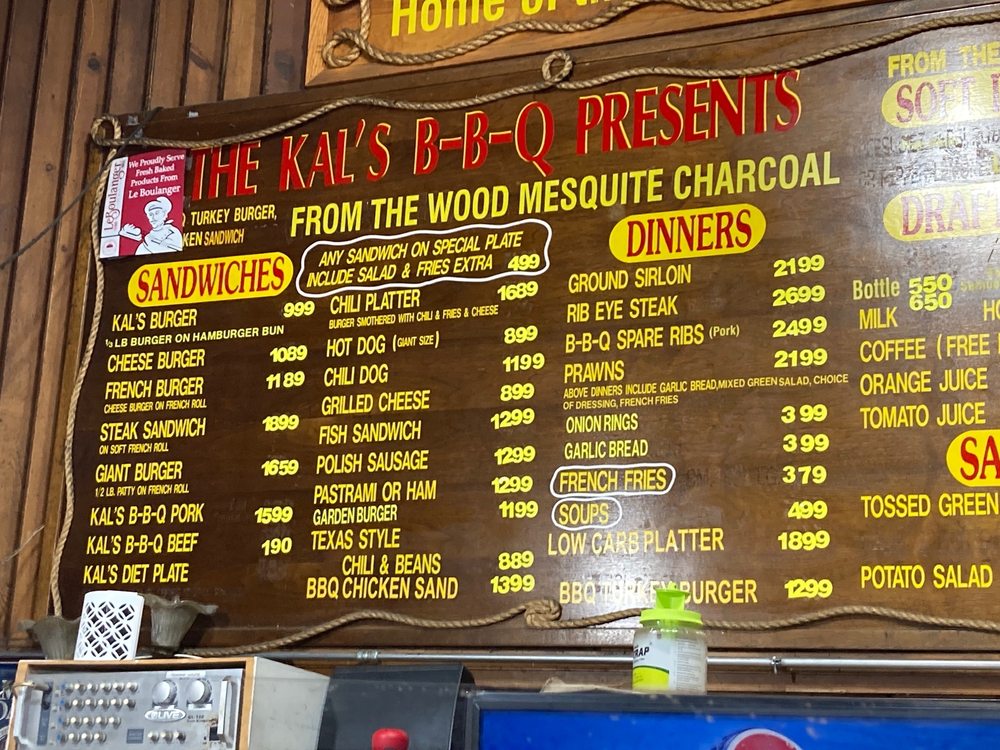 Home of th
THE KAL'S B-B-Q PRESENTS
FROM THE WOOD MESQUITE CHARCOAL
We Proudly Serve
Fresh Baked
Products From
Le Boulanger
LeBoulanger
TURKEY BURGER,
KEN SANDWICH
SANDWICHES
KAL'S BURGER 999
⅓ LB BURGER ON HAMBURGER BUN
CHEESE BURGER 1089
FRENCH BURGER 1189
CHEESE BURGER ON FRENCH ROLL
STEAK SANDWICH 1899
ON SOFT FRENCH ROLL
GIANT BURGER 1659
1/2 LB. PATTY ON FRENCH ROLL
KAL'S B-B-Q PORK 1599
KAL'S B-B-Q BEEF 190
KAL'S DIET PLATE
ANY SANDWICH ON SPECIAL PLATE
INCLUDE SALAD & FRIES EXTRA 499
CHILI PLATTER 1689
BURGER SMOTHERED WITH CHILI & FRIES & CHEESE
HOT DOG (GIANT SIZE) 899
CHILI DOG 1199
GRILLED CHEESE 899
FISH SANDWICH 1299
POLISH SAUSAGE 1299
PASTRAMI OR HAM 1299
GARDEN BURGER 1199
TEXAS STYLE
CHILI & BEANS 889
BBQ CHICKEN SAND 1399
DINNERS
GROUND SIRLOIN 2199
RIB EYE STEAK 2699
B-B-Q SPARE RIBS (Pork) 2499
PRAWNS 2199
ABOVE DINNERS INCLUDE GARLIC BREAD,MIXED GREEN SALAD, CHOICE
OF DRESSING, FRENCH FRIES
ONION RINGS 399
GARLIC BREAD 399
FRENCH FRIES 379
SOUPS 499
LOW CARB PLATTER 1899
BBQ TURKEY BURGER 1299
FROM THE
SOFT
DRAF
Bottle 550
650
MILK HO
COFFEE (FREE
ORANGE JUICE
TOMATO JUICE
SA
TOSSED GREEN
POTATO SALAD
LIVE
RAP